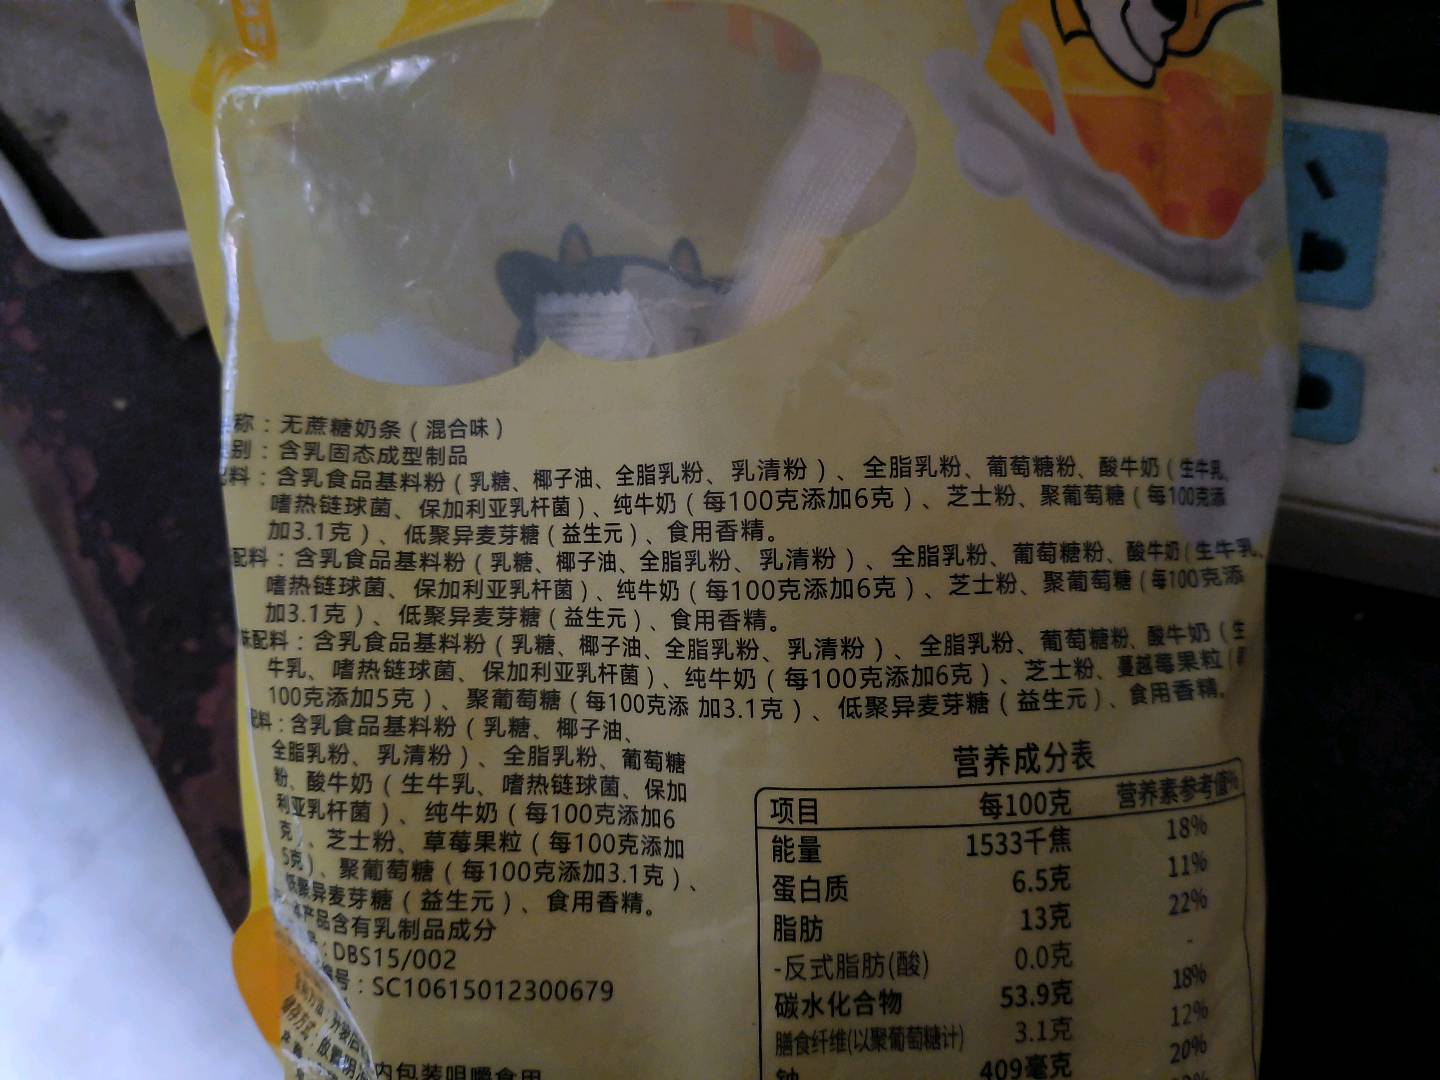 称：无蔗糖奶条（混合味）
别：含乳固态成型制品
料：含乳食品基料粉（乳糖、椰子油、全脂乳粉、乳清粉）、全脂乳粉、葡萄糖粉、酸牛奶（生牛乳、
嗜热链球菌、保加利亚乳杆菌）、纯牛奶（每100克添加6克）、芝士粉、聚葡萄糖（每100克添
加3.1克）、低聚异麦芽糖（益生元）、食用香精。
配料：含乳食品基料粉（乳糖、椰子油、全脂乳粉、乳清粉）、全脂乳粉、葡萄糖粉、酸牛奶（生牛乳、
嗜热链球菌、保加利亚乳杆菌）、纯牛奶（每100克添加6克）、芝士粉、聚葡萄糖（每100克添
加3.1克）、低聚异麦芽糖（益生元）、食用香精。
味配料：含乳食品基料粉（乳糖、椰子油、全脂乳粉、乳清粉）、全脂乳粉、葡萄糖粉、酸牛奶（生
牛乳、嗜热链球菌、保加利亚乳杆菌）、纯牛奶（每100克添加6克）、芝士粉、蔓越莓果粒（
100克添加5克）、聚葡萄糖（每100克添 加3.1克）、低聚异麦芽糖（益生元）、食用香精。
料：含乳食品基料粉（乳糖、椰子油、
全脂乳粉、乳清粉）、全脂乳粉、葡萄糖
粉、酸牛奶（生牛乳、嗜热链球菌、保加
利亚乳杆菌）、纯牛奶（每100克添加6
克）、芝士粉、草莓果粒（每100克添加
5克）、聚葡萄糖（每100克添加3.1克）、
低聚异麦芽糖（益生元）、食用香精。
本产品含有乳制品成分
号：DBS15/002
编号：SC10615012300679
内包装咀嚼食用
营养成分表
项目 每100克 营养素参考值%
能量 1533千焦 18%
蛋白质 6.5克 11%
脂肪 13克 22%
-反式脂肪(酸) 0.0克 -
碳水化合物 53.9克 18%
膳食纤维(以聚葡萄糖计) 3.1克 12%
钠 409毫克 20%